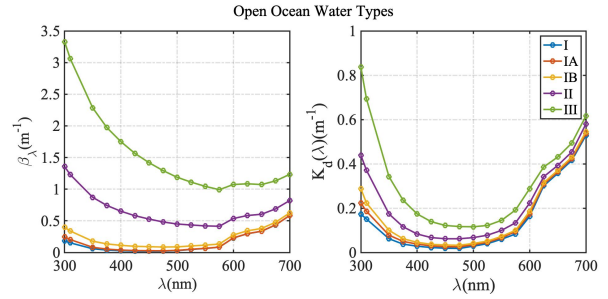 Open Ocean Water Types
3.5
3
2.5
2
1.5
1
0.5
0
300
400
500
600
700
λ(nm)
βλ(m⁻¹)
1
0.8
0.6
0.4
0.2
0
300
400
500
600
700
λ(nm)
Kd(λ)(m⁻¹)
I
IA
IB
II
III